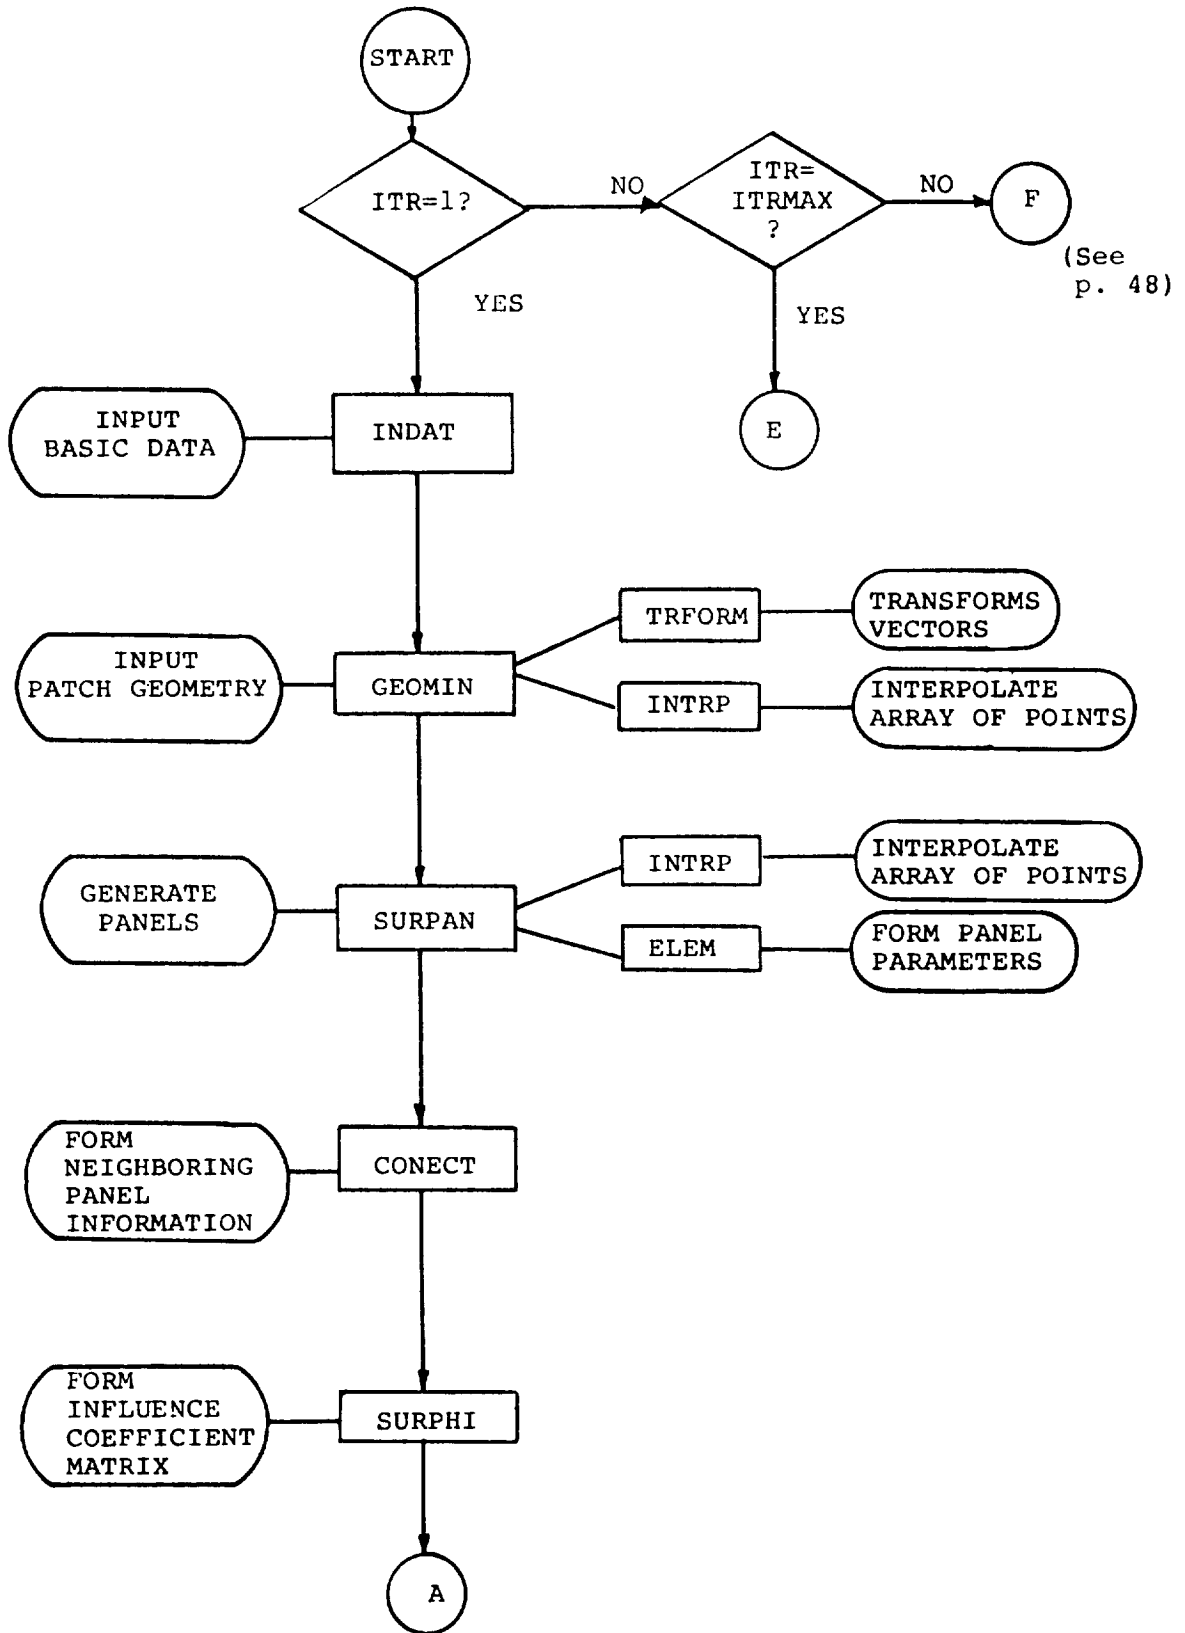 START
ITR=1?
NO
ITR=
ITRMAX
?
NO
F
(See
p. 48)
YES
YES
E
INPUT
BASIC DATA
INDAT
TRFORM
TRANSFORMS
VECTORS
INPUT
PATCH GEOMETRY
GEOMIN
INTRP
INTERPOLATE
ARRAY OF POINTS
INTRP
INTERPOLATE
ARRAY OF POINTS
GENERATE
PANELS
SURPAN
ELEM
FORM PANEL
PARAMETERS
FORM
NEIGHBORING
PANEL
INFORMATION
CONECT
FORM
INFLUENCE
COEFFICIENT
MATRIX
SURPHI
A